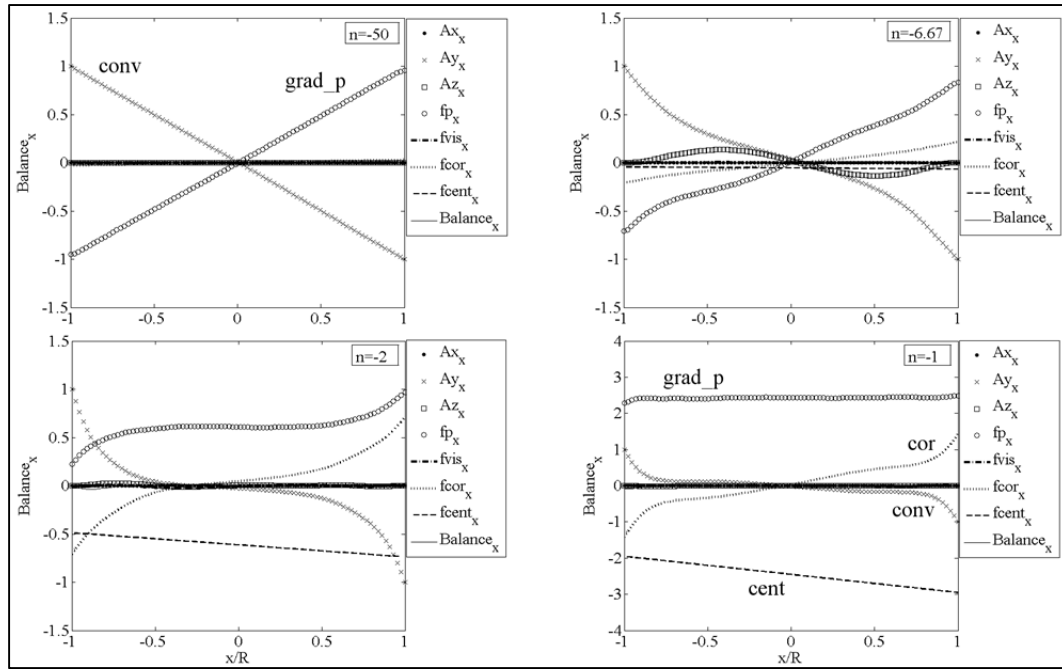 1.5
1
0.5
0
-0.5
-1
-1.5
-1
-0.5
0
0.5
1
Balance_x
n=-50
conv
grad_p
Ax_x
Ay_x
Az_x
fp_x
fvis_x
fcor_x
fcent_x
Balance_x
1.5
1
0.5
0
-0.5
-1
-1.5
-1
-0.5
0
0.5
1
Balance_x
n=-6.67
Ax_x
Ay_x
Az_x
fp_x
fvis_x
fcor_x
fcent_x
Balance_x
1.5
1
0.5
0
-0.5
-1
-1.5
-1
-0.5
0
0.5
1
x/R
Balance_x
n=-2
Ax_x
Ay_x
Az_x
fp_x
fvis_x
fcor_x
fcent_x
Balance_x
4
3
2
1
0
-1
-2
-3
-4
-1
-0.5
0
0.5
1
x/R
Balance_x
n=-1
grad_p
cor
conv
cent
Ax_x
Ay_x
Az_x
fp_x
fvis_x
fcor_x
fcent_x
Balance_x